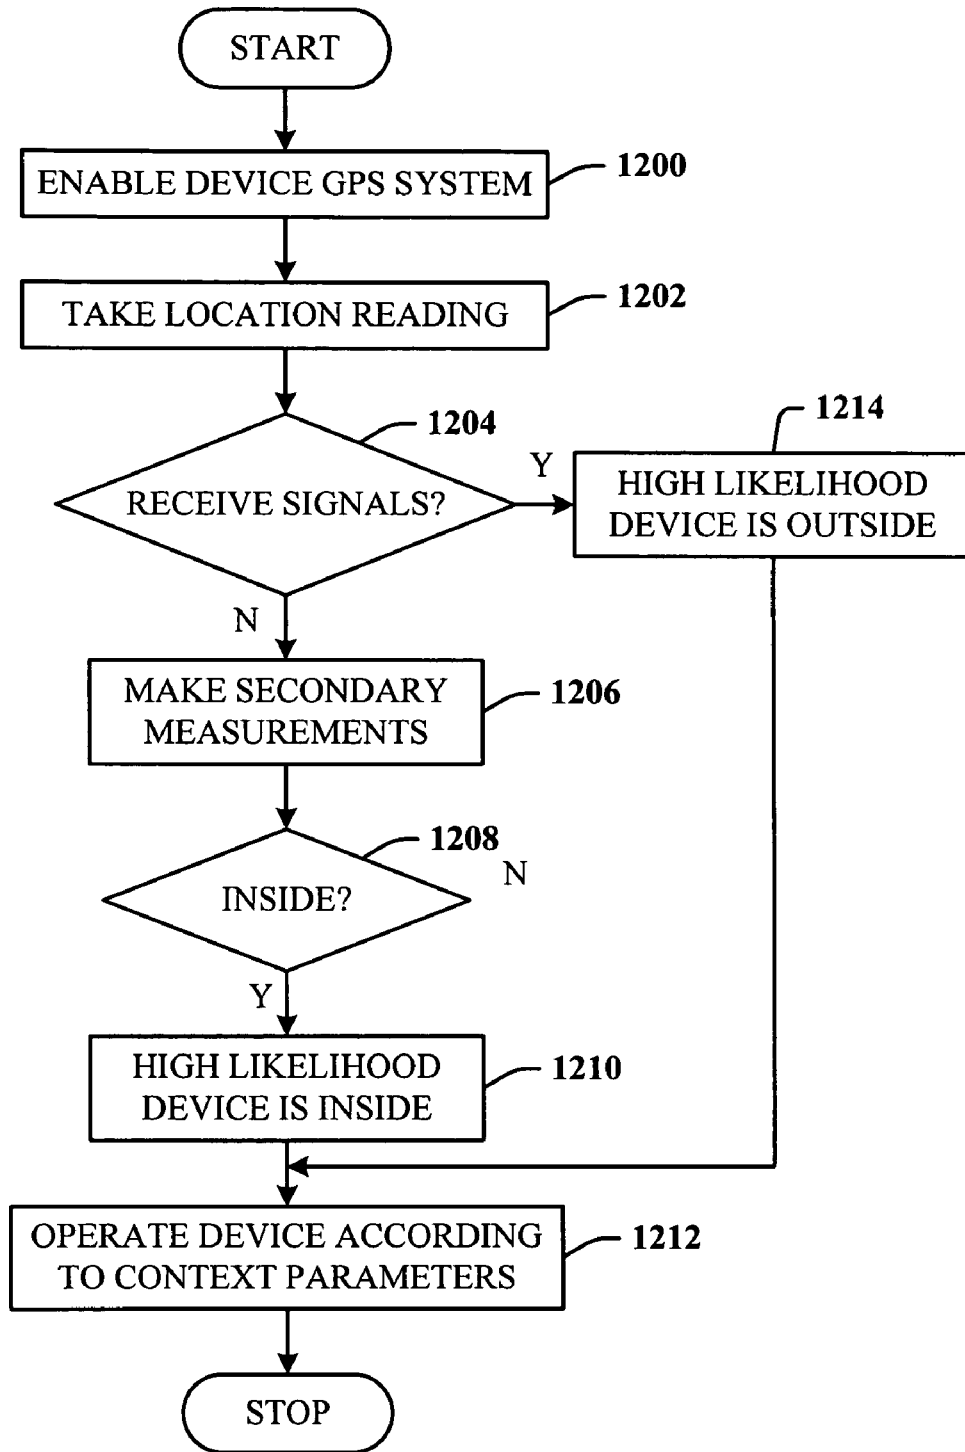 START
ENABLE DEVICE GPS SYSTEM
1200
TAKE LOCATION READING
1202
1204
RECEIVE SIGNALS?
Y
1214
HIGH LIKELIHOOD
DEVICE IS OUTSIDE
N
MAKE SECONDARY
MEASUREMENTS
1206
1208
INSIDE?
N
Y
HIGH LIKELIHOOD
DEVICE IS INSIDE
1210
OPERATE DEVICE ACCORDING
TO CONTEXT PARAMETERS
1212
STOP